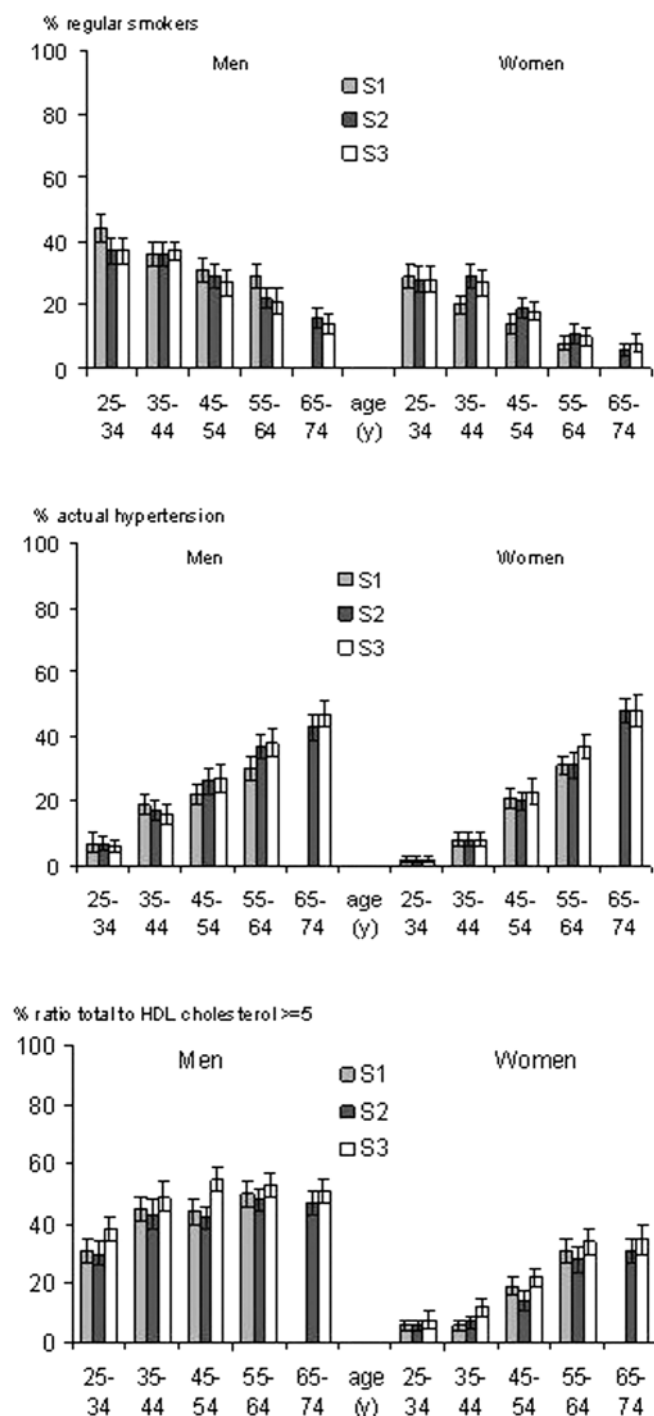 % regular smokers
100
Men
Women
S1
80
S2
60
S3
40
20
0
25- 35- 45- 55- 65- age 25- 35- 45- 55- 65-
34 44 54 64 74 (y) 34 44 54 64 74
% actual hypertension
100
Men
Women
S1
80
S2
60
S3
40
20
0
25- 35- 45- 55- 65- age 25- 35- 45- 55- 65-
34 44 54 64 74 (y) 34 44 54 64 74
% ratio total to HDL cholesterol >=5
100
Men
Women
S1
80
S2
60
S3
40
20
0
25- 35- 45- 55- 65- age 25- 35- 45- 55- 65-
34 44 54 64 74 (y) 34 44 54 64 74